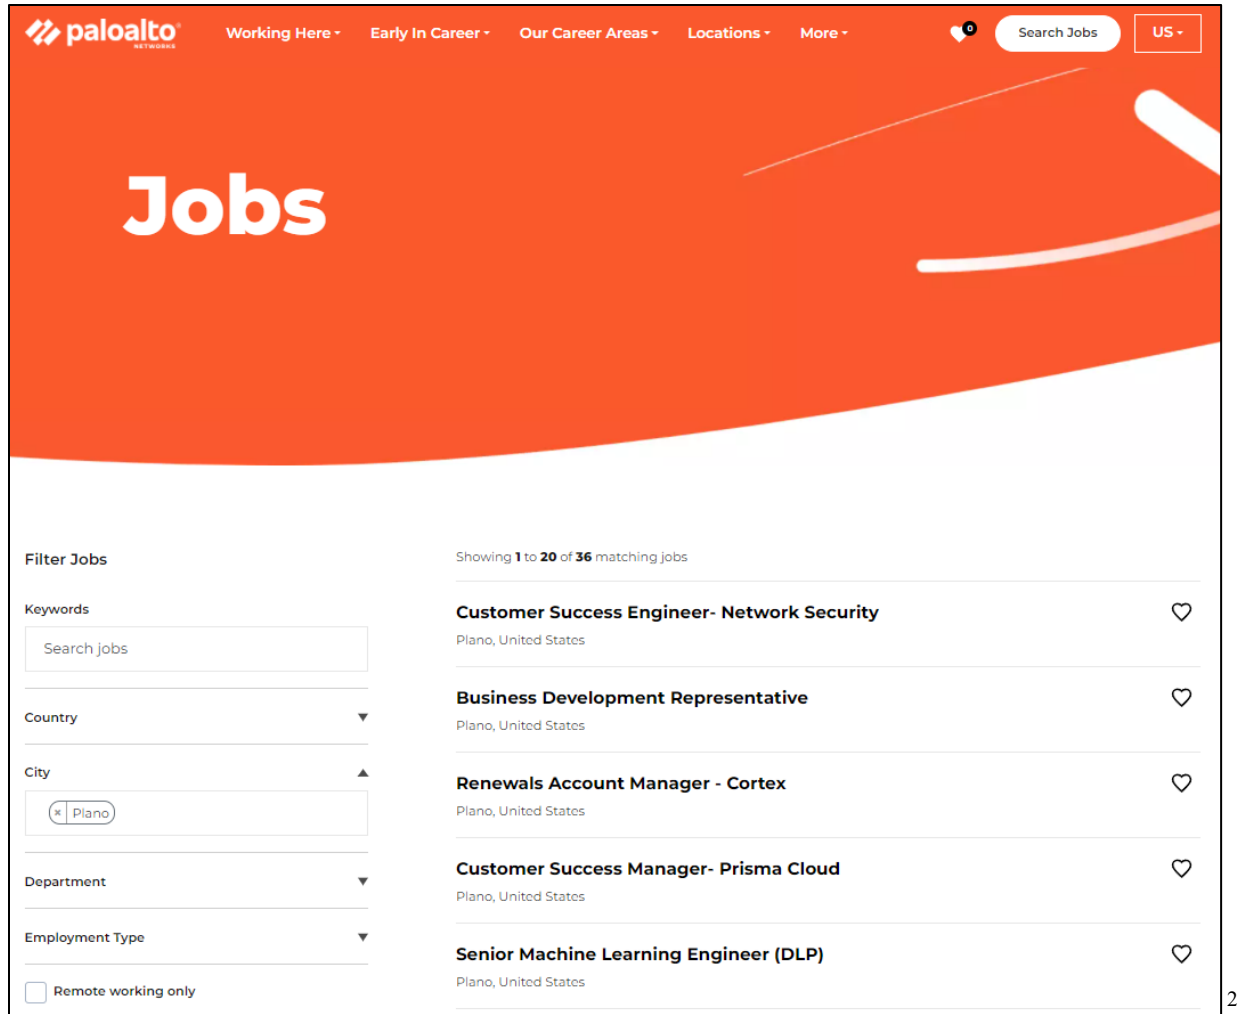 paloalto
NETWORKS
Working Here
Early In Career
Our Career Areas
Locations
More
0
Search Jobs
US
Jobs
Filter Jobs
Keywords
Search jobs
Country
City
× Plano
Department
Employment Type
Remote working only
Showing 1 to 20 of 36 matching jobs
Customer Success Engineer- Network Security
Plano, United States
Business Development Representative
Plano, United States
Renewals Account Manager - Cortex
Plano, United States
Customer Success Manager- Prisma Cloud
Plano, United States
Senior Machine Learning Engineer (DLP)
Plano, United States
2